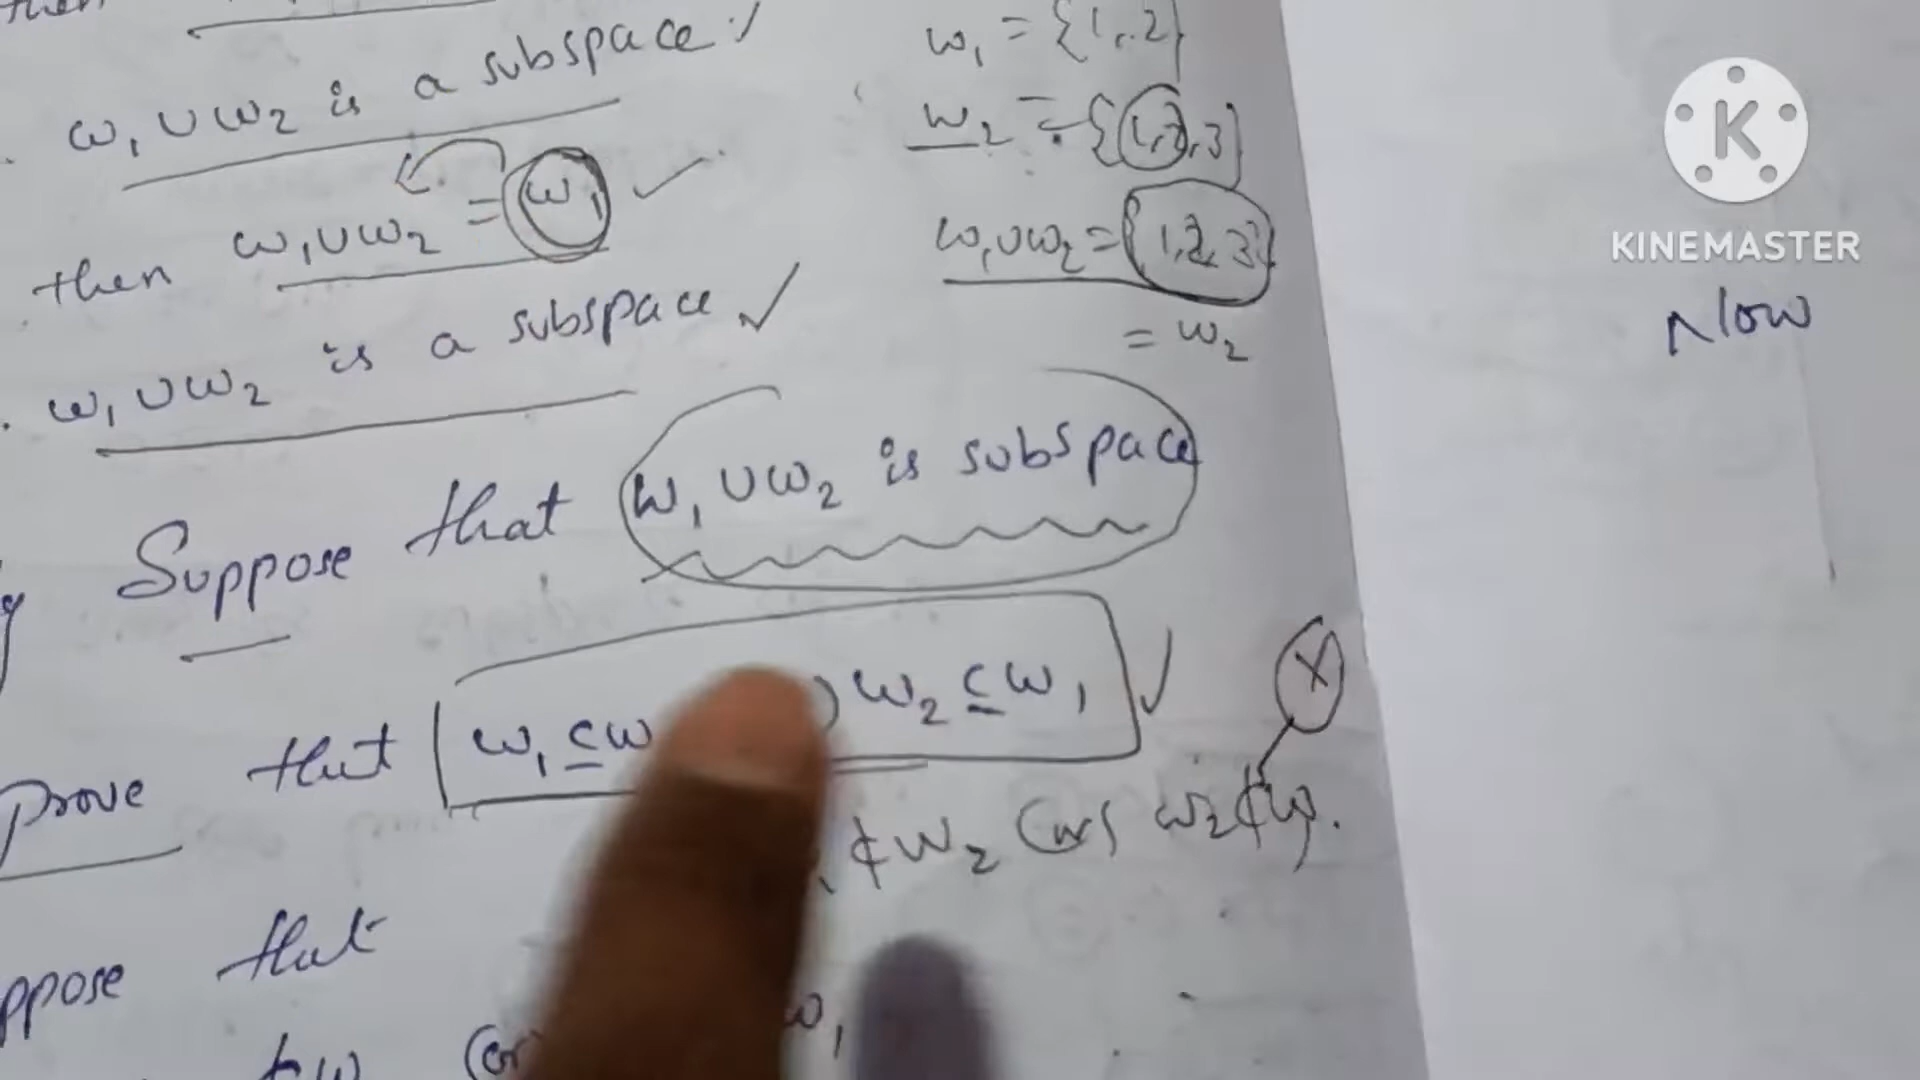 W₁∪W₂ is a subspace
then W₁∪W₂ = W₁
W₁∪W₂ is a subspace
Suppose that W₁∪W₂ is subspace
Prove that W₁ ⊆ W W₂ ⊆ W₁
⊄ W₂ (or) W₂ ⊄ W₁
that
W₁ = {1,2}
W₂ = {1,2,3}
W₁∪W₂ = {1,2,3}
= W₂
K
KINEMASTER
Now